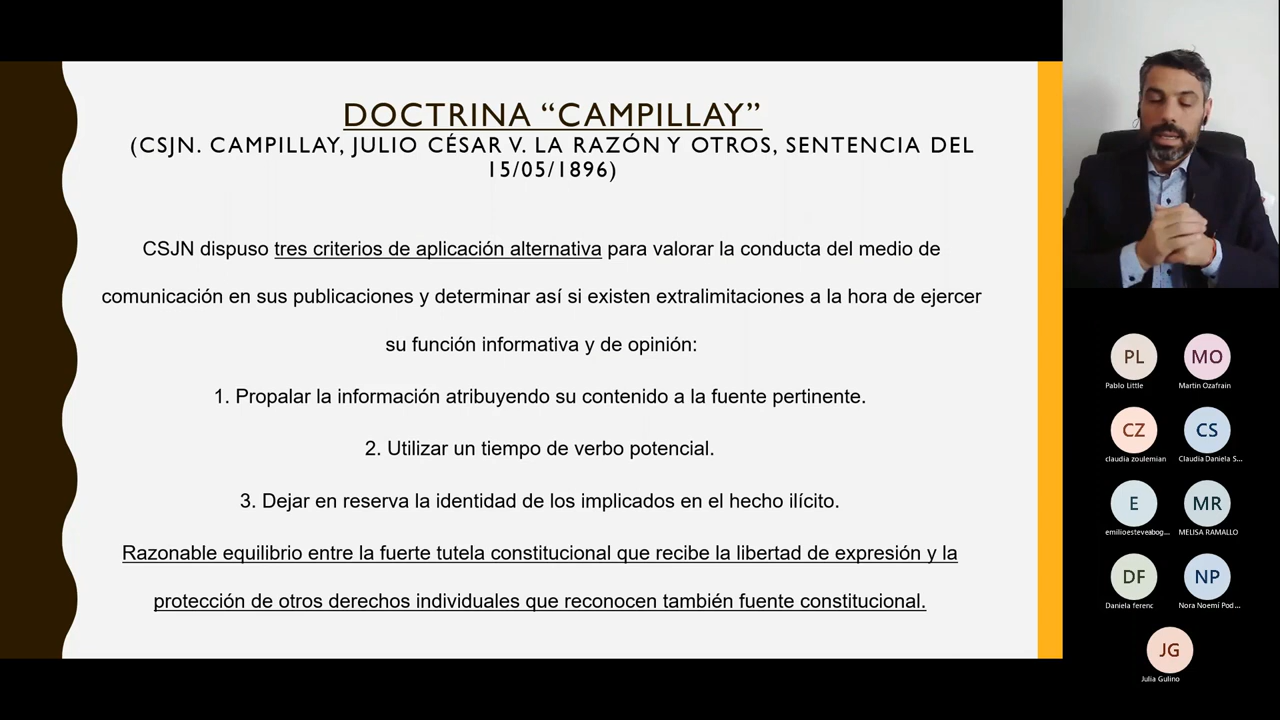 DOCTRINA “CAMPILLAY”
(CSJN. CAMPILLAY, JULIO CÉSAR V. LA RAZÓN Y OTROS, SENTENCIA DEL
15/05/1896)
CSJN dispuso tres criterios de aplicación alternativa para valorar la conducta del medio de
comunicación en sus publicaciones y determinar así si existen extralimitaciones a la hora de ejercer
su función informativa y de opinión:
1. Propalar la información atribuyendo su contenido a la fuente pertinente.
2. Utilizar un tiempo de verbo potencial.
3. Dejar en reserva la identidad de los implicados en el hecho ilícito.
Razonable equilibrio entre la fuerte tutela constitucional que recibe la libertad de expresión y la
protección de otros derechos individuales que reconocen también fuente constitucional.
PL MO
Pablo Little Martin Ozafrain
CZ CS
claudia zoulemian Claudia Daniela S...
E MR
emilioesteveabog... MELISA RAMALLO
DF NP
Daniela ferenc Nora Noemi Pod...
JG
Julia Gulino